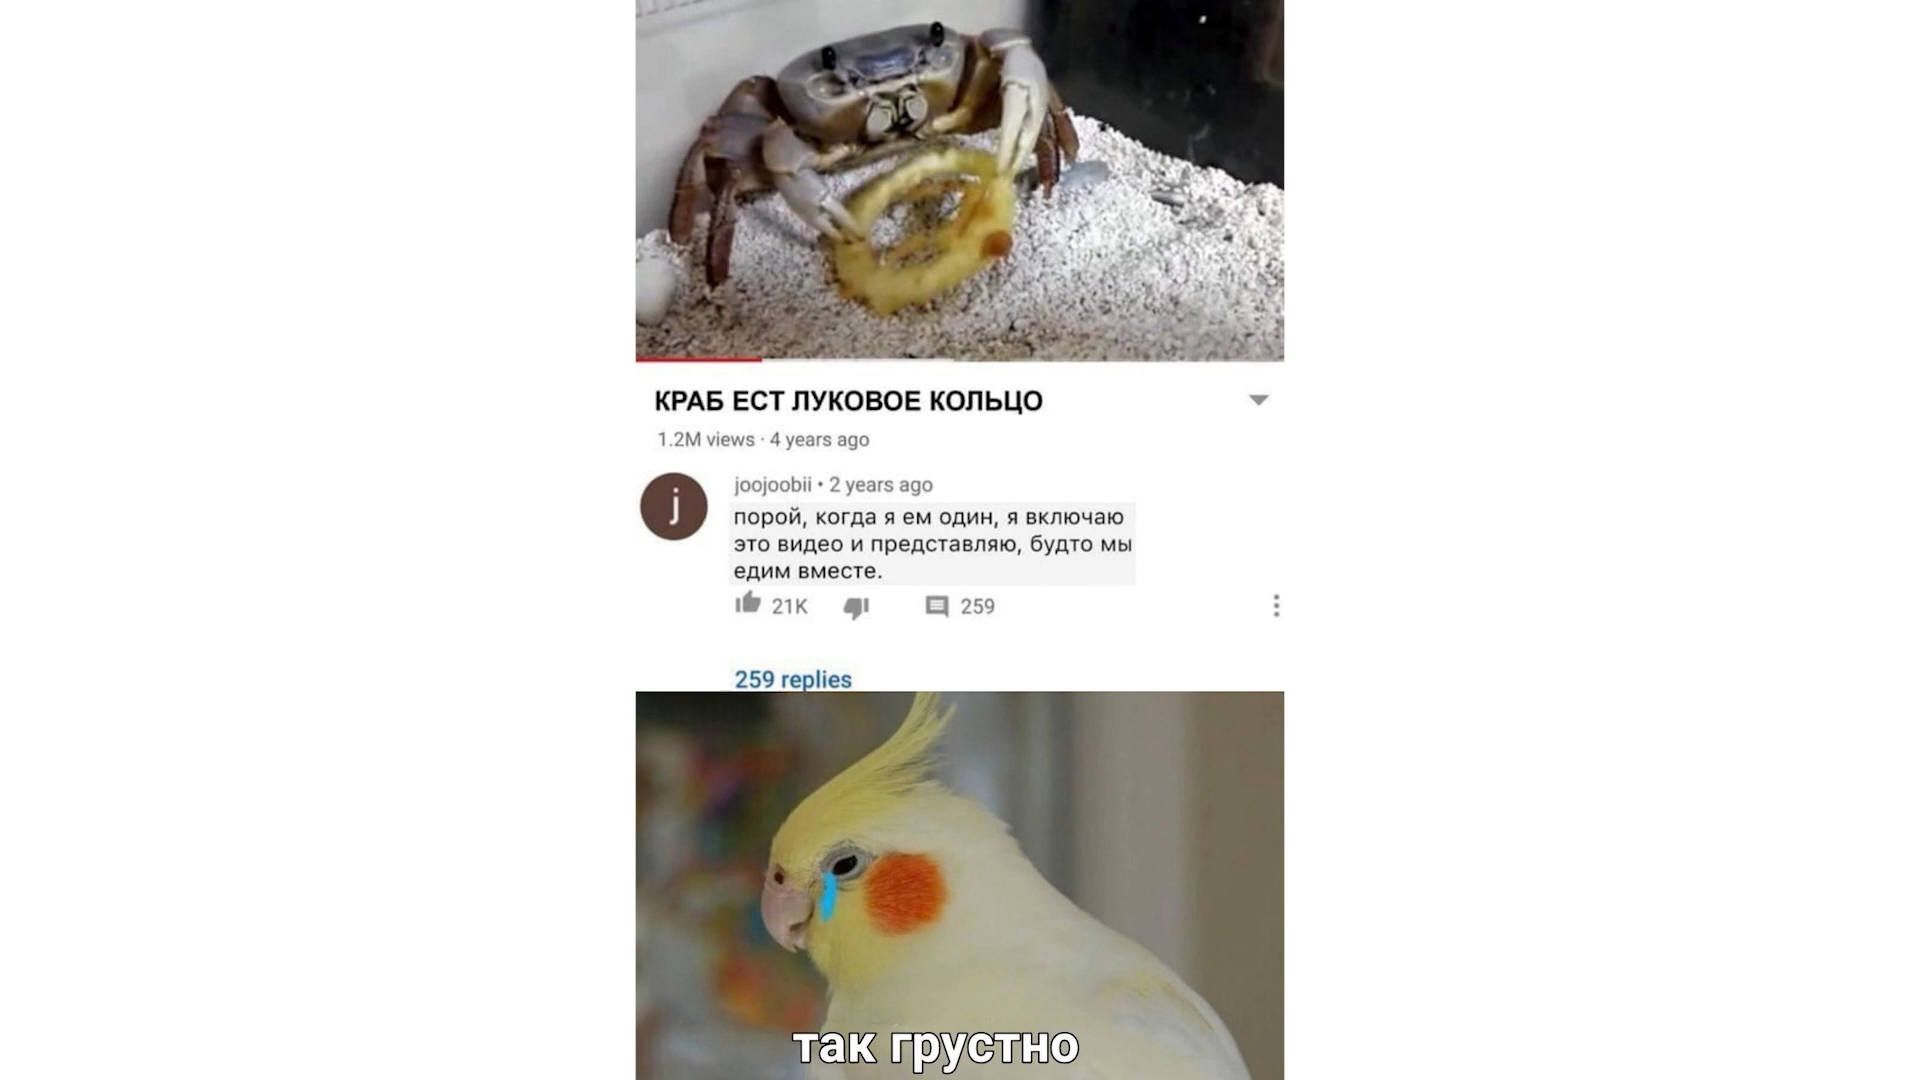 КРАБ ЕСТ ЛУКОВОЕ КОЛЬЦО
1.2M views · 4 years ago
j
joojoobii • 2 years ago
порой, когда я ем один, я включаю
это видео и представляю, будто мы
едим вместе.
21K
259
259 replies
так грустно